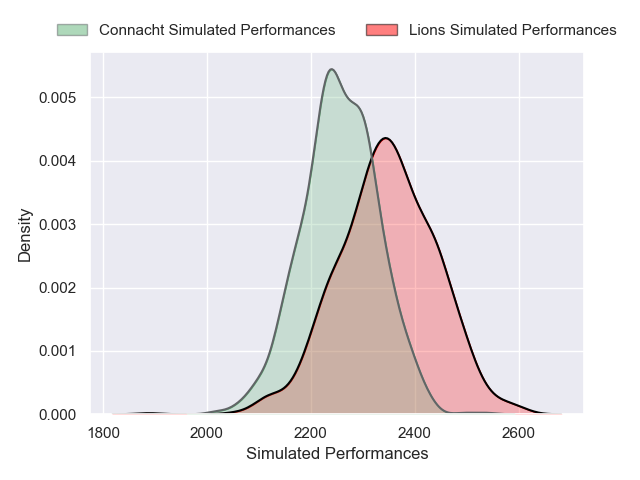 Connacht Simulated Performances
Lions Simulated Performances
Density
0.005
0.004
0.003
0.002
0.001
0.000
1800
2000
2200
2400
2600
Simulated Performances